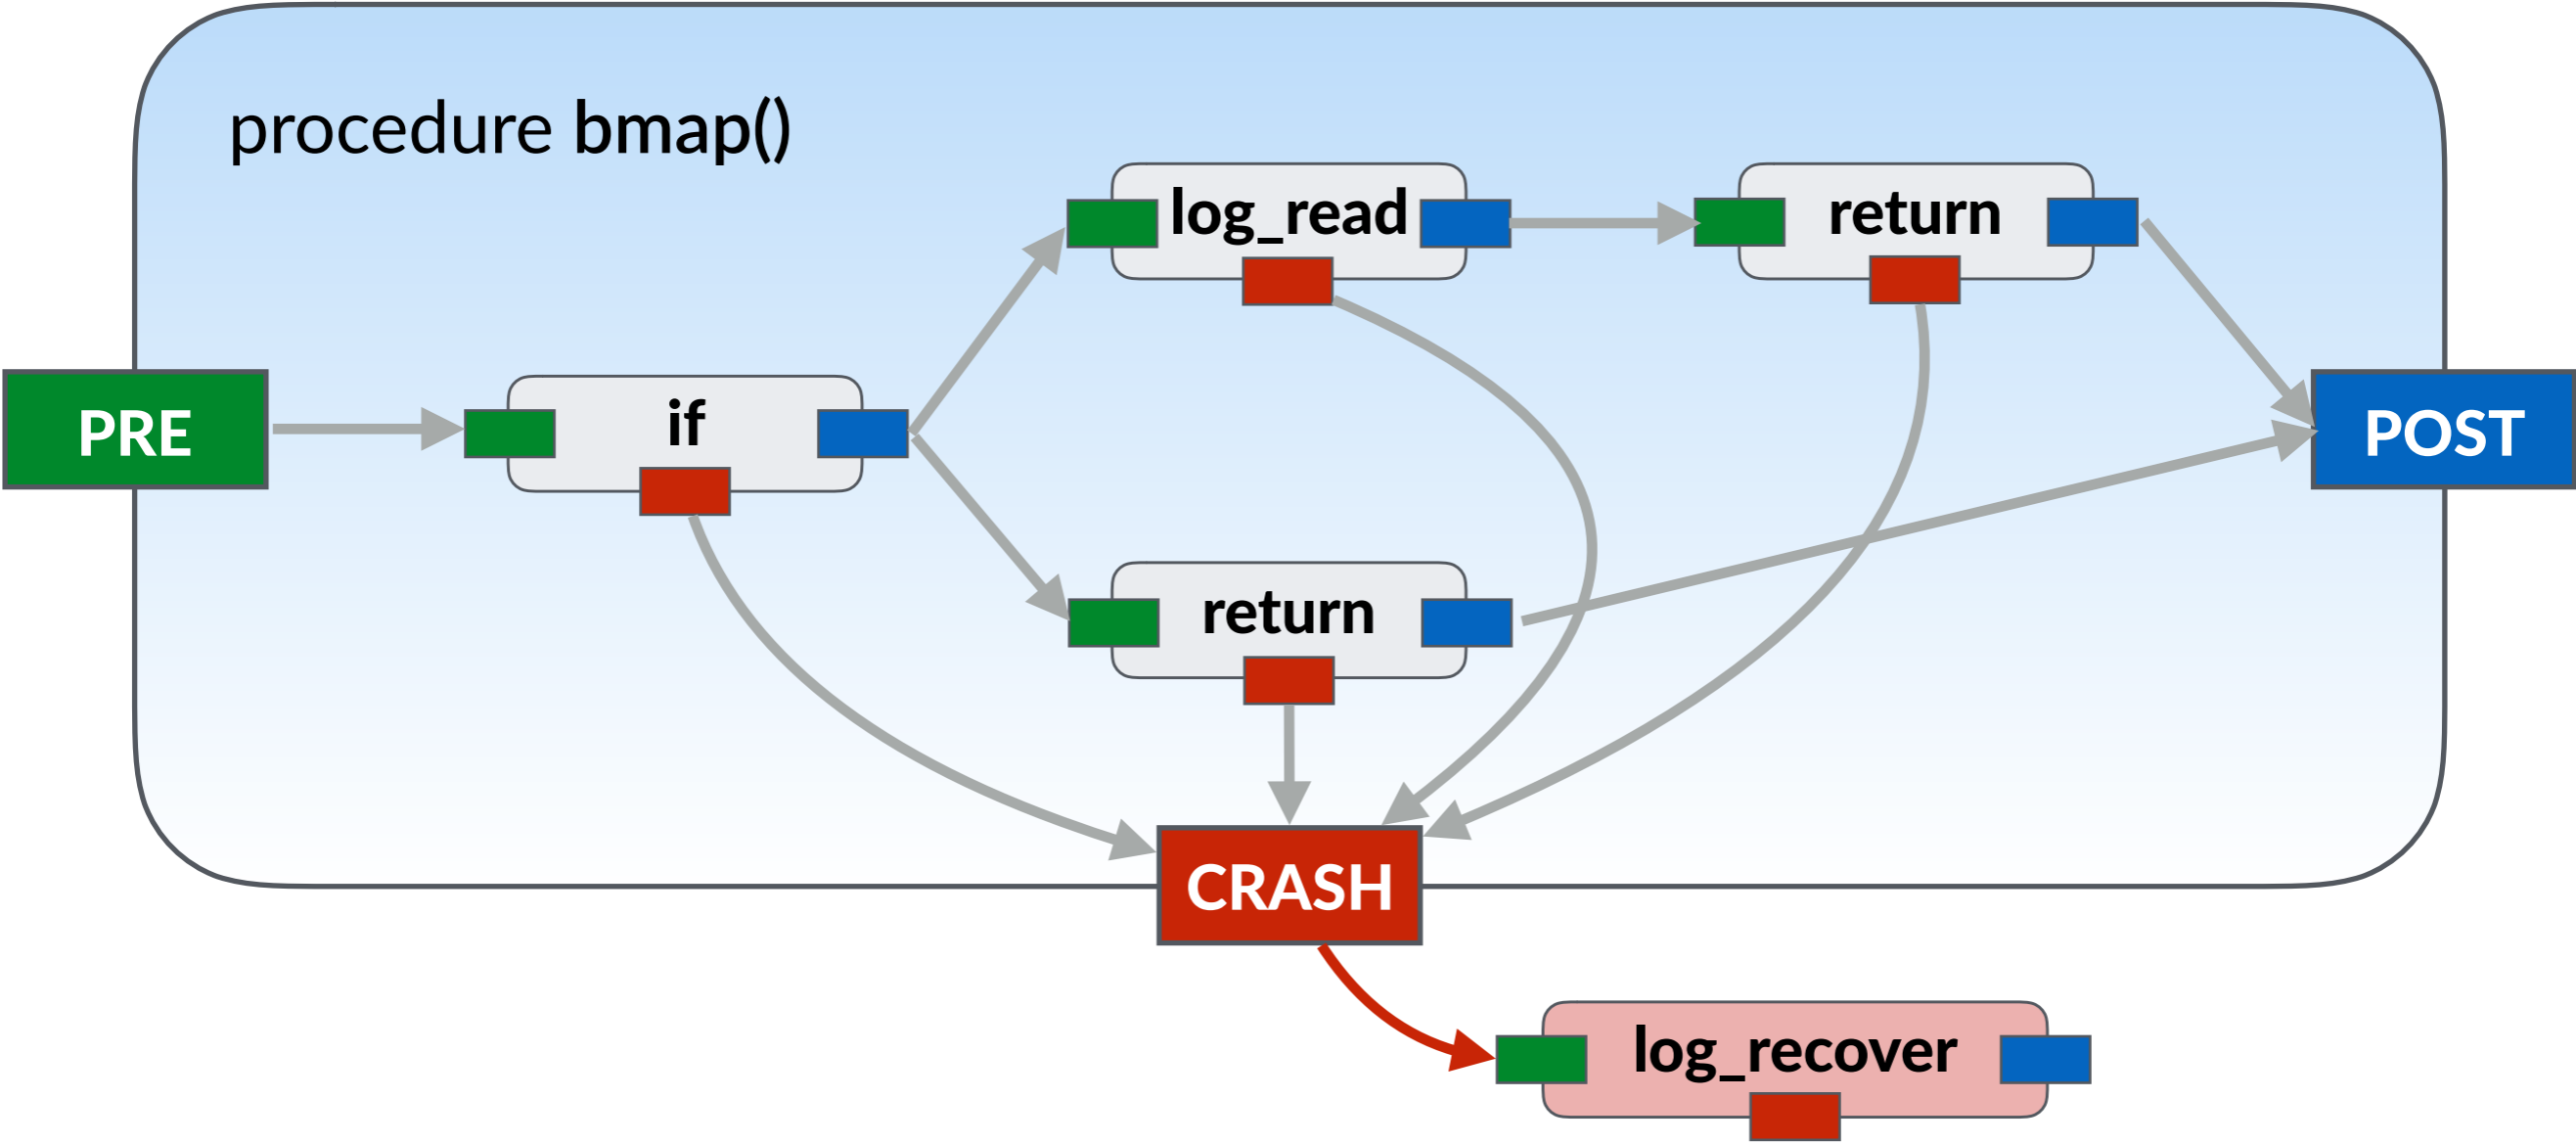 procedure bmap()
log_read
return
PRE
if
POST
return
CRASH
log_recover